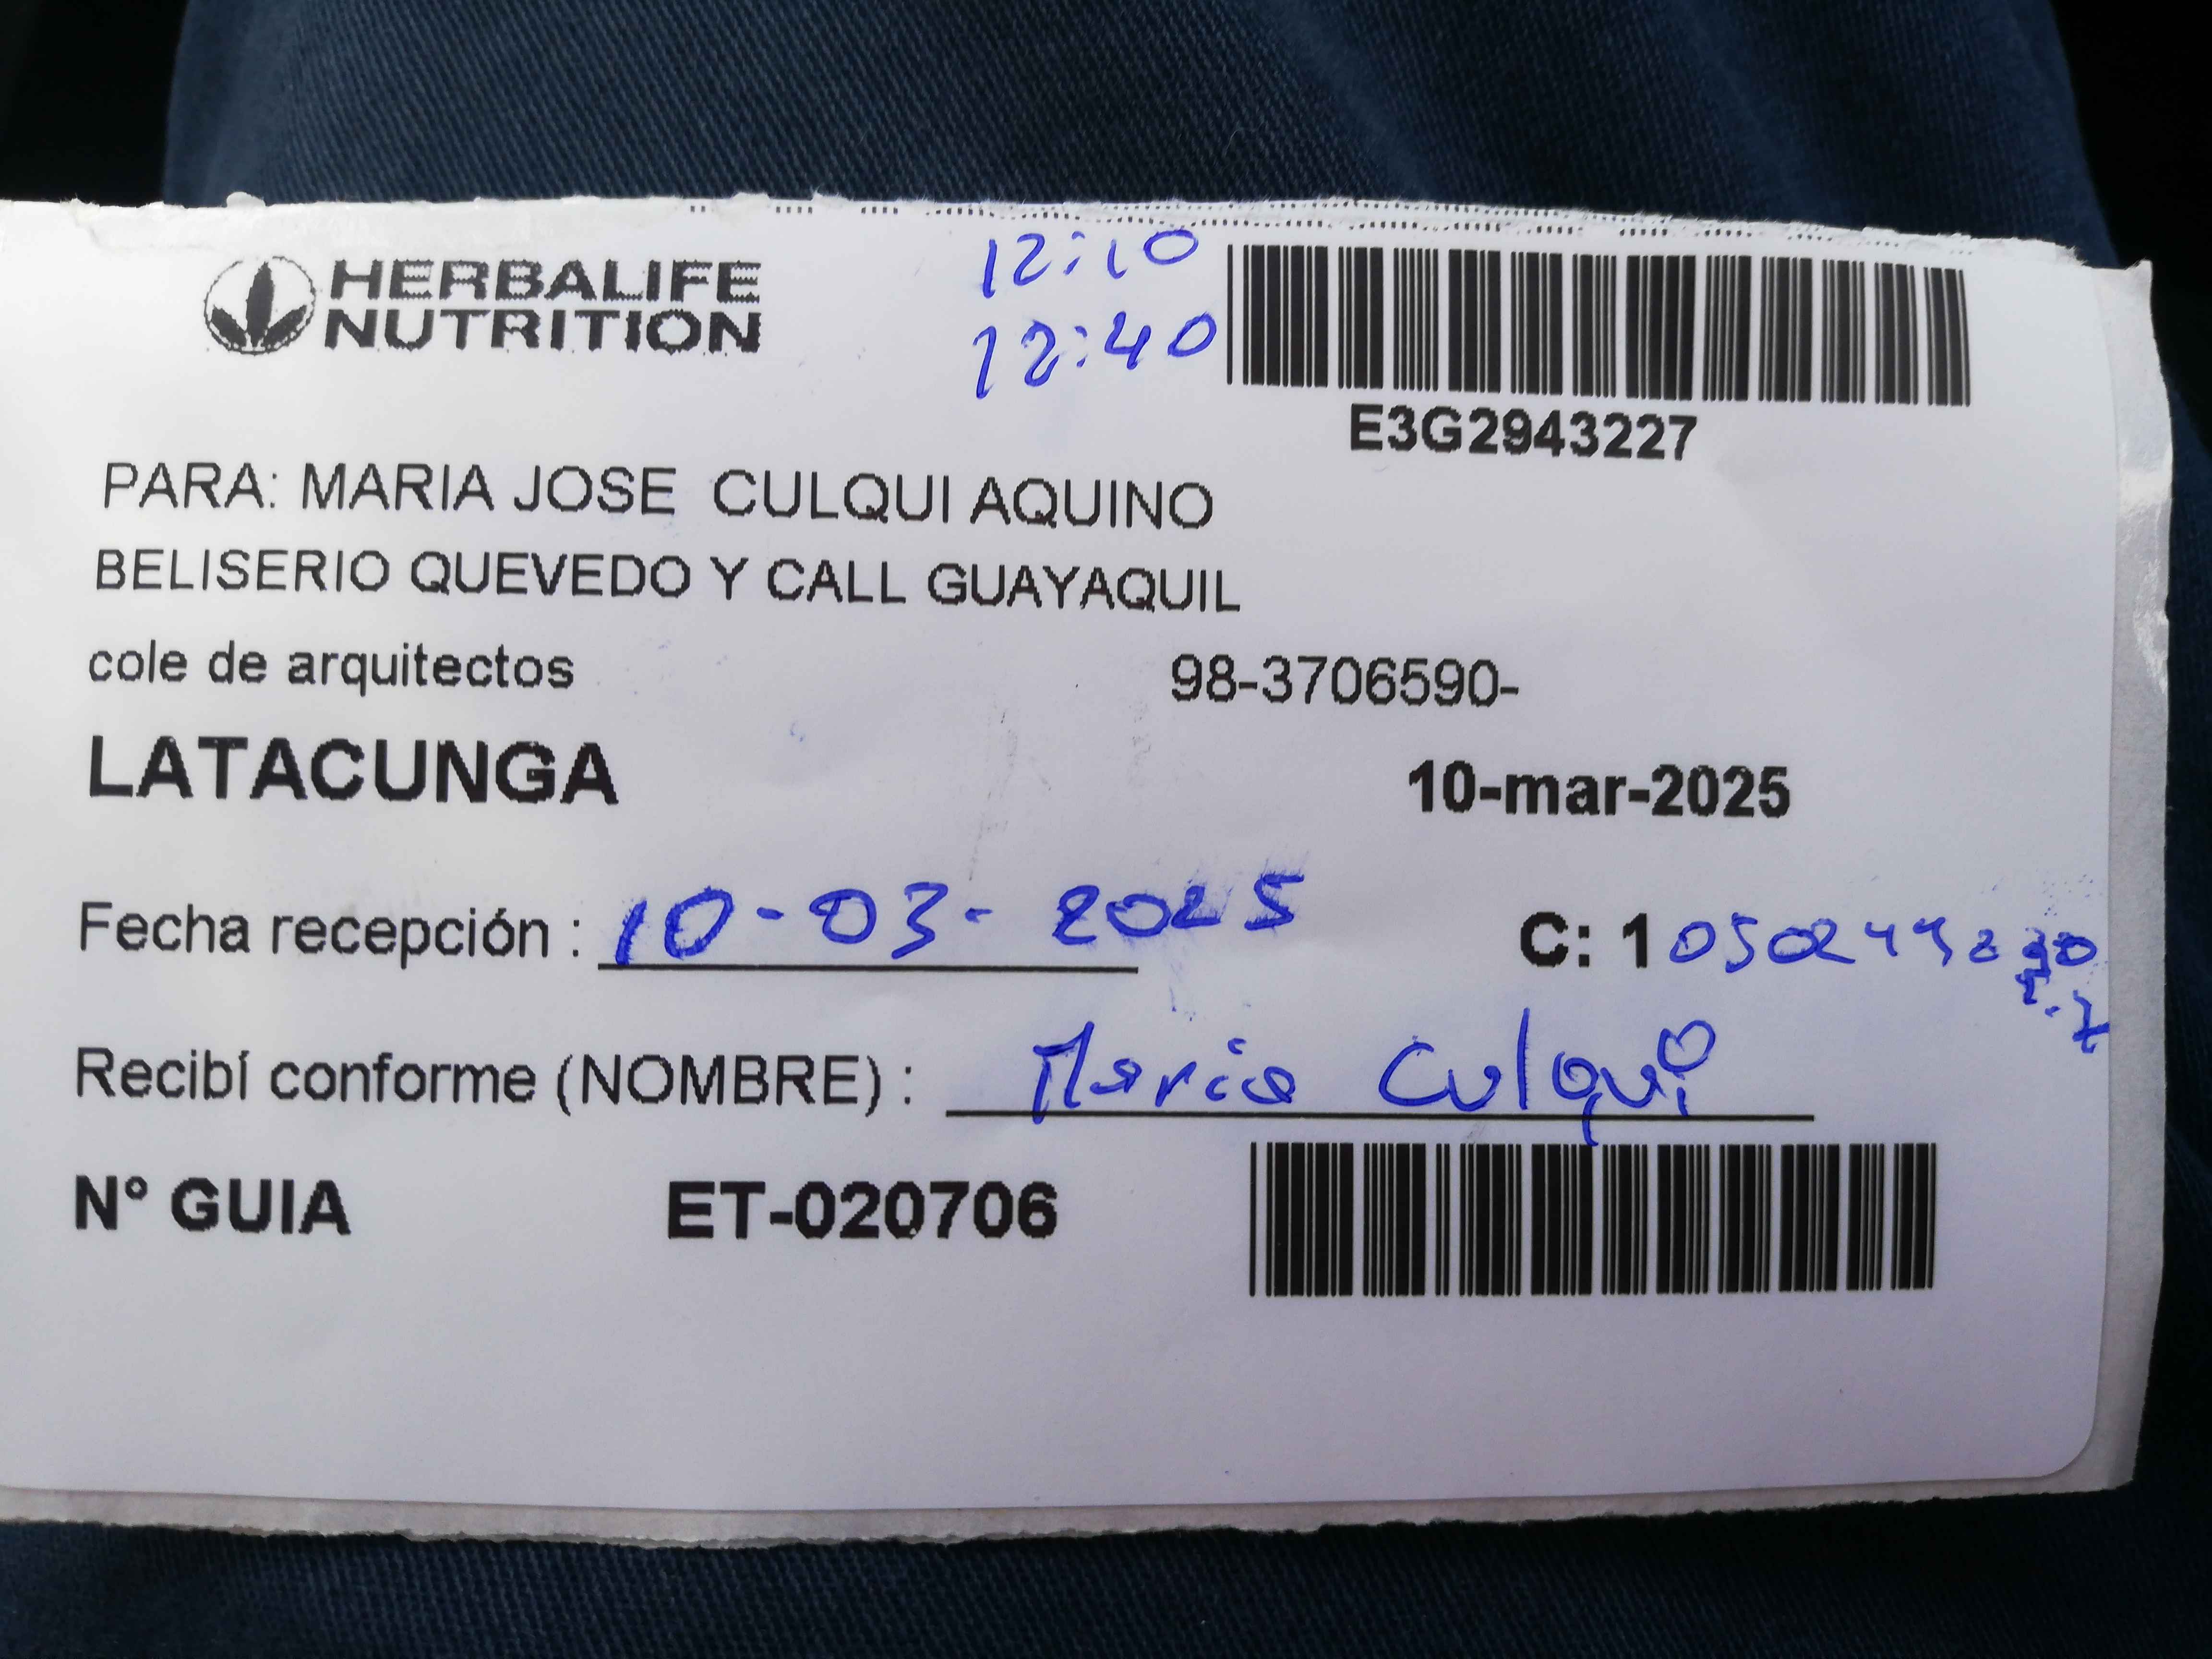 HERBALIFE
NUTRITION
12:10
12:40
E3G2943227
PARA: MARIA JOSE CULQUI AQUINO
BELISERIO QUEVEDO Y CALL GUAYAQUIL
cole de arquitectos 98-3706590-
LATACUNGA 10-mar-2025
Fecha recepción : 10-03-2025 C: 1
Recibí conforme (NOMBRE) : Maria Culqui
N° GUIA ET-020706